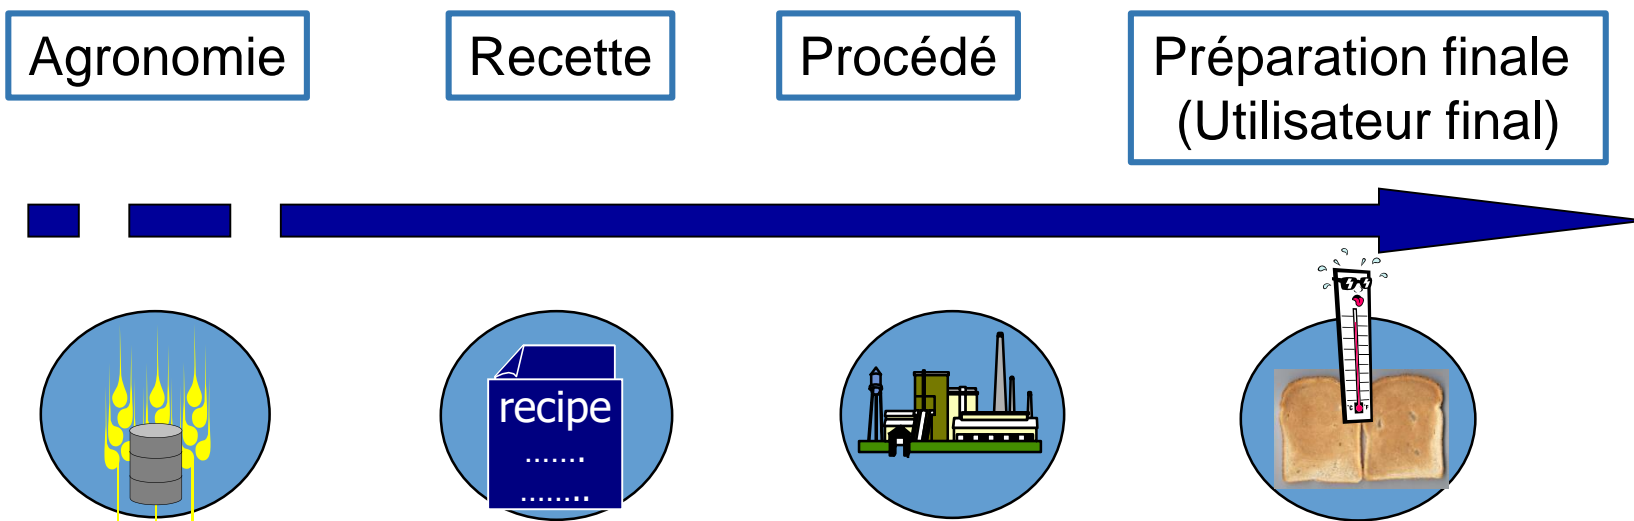 Agronomie
Recette
Procédé
Préparation finale
(Utilisateur final)
recipe
.......
........
°C °F